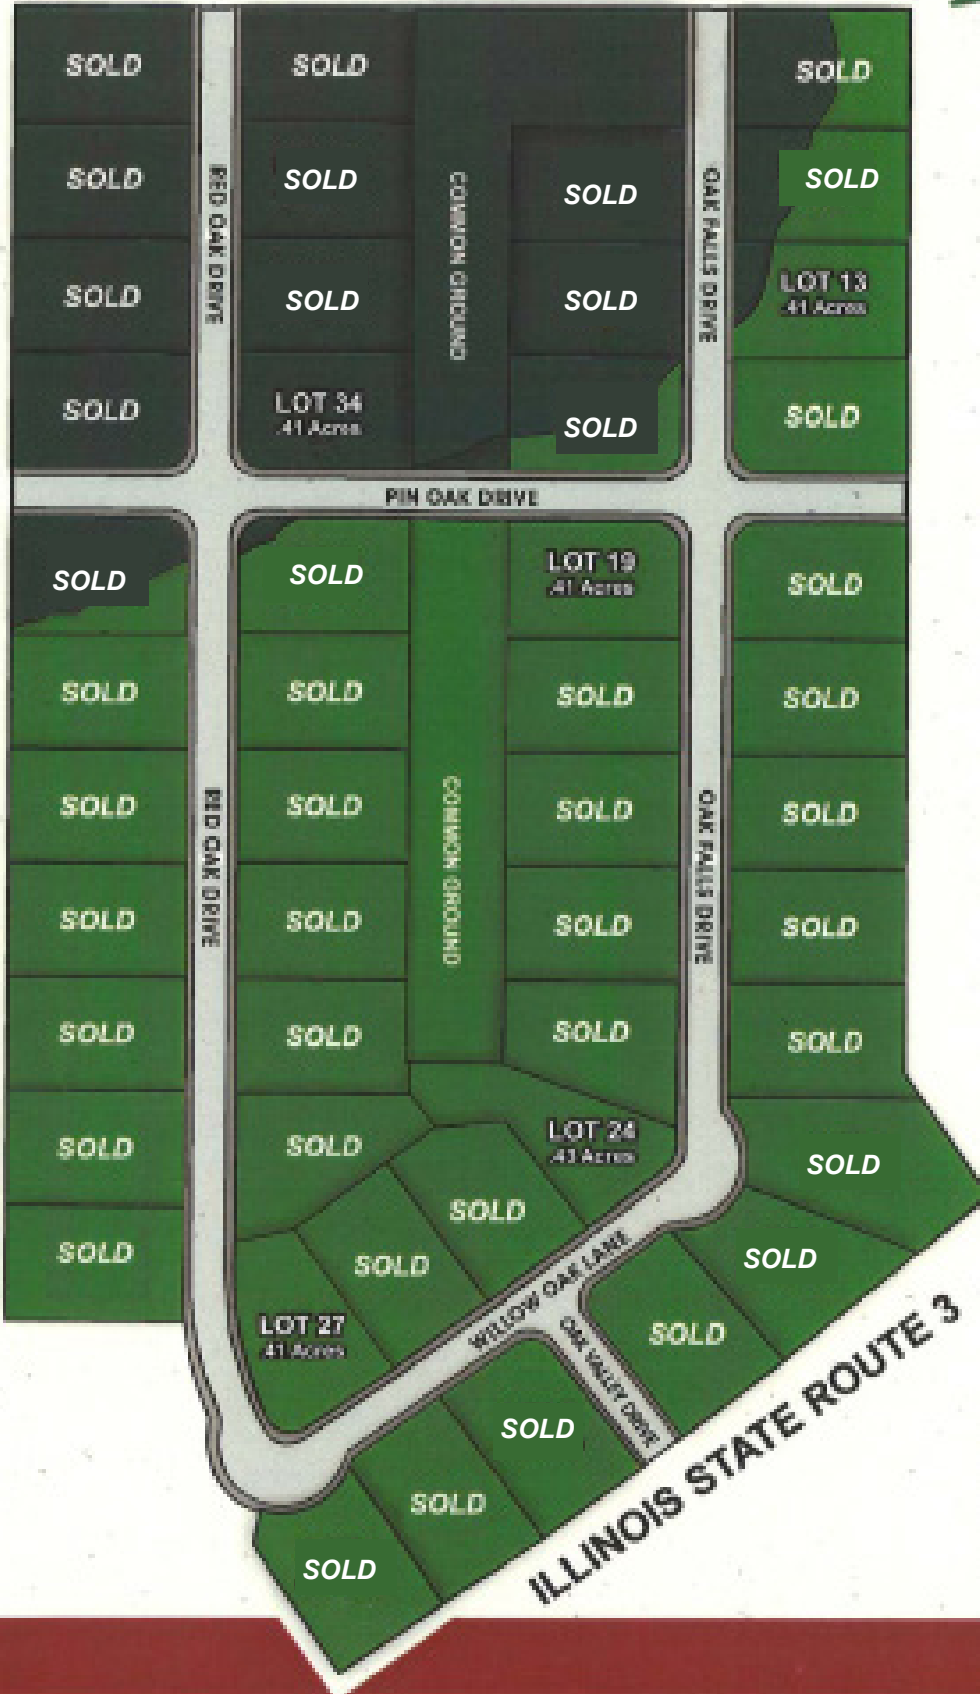 SOLD
SOLD
SOLD
SOLD
SOLD
SOLD
SOLD
SOLD
SOLD
SOLD
LOT 13
.41 Acres
RED OAK DRIVE
COMMON GROUND
OAK FALLS DRIVE
SOLD
LOT 34
.41 Acres
SOLD
SOLD
PIN OAK DRIVE
SOLD
SOLD
LOT 19
.41 Acres
SOLD
SOLD
SOLD
SOLD
SOLD
SOLD
SOLD
SOLD
SOLD
RED OAK DRIVE
COMMON GROUND
OAK FALLS DRIVE
SOLD
SOLD
SOLD
SOLD
SOLD
SOLD
SOLD
SOLD
SOLD
SOLD
LOT 24
.43 Acres
SOLD
SOLD
SOLD
SOLD
SOLD
LOT 27
.41 Acres
WILLOW OAK LANE
OAK VALLEY DRIVE
SOLD
SOLD
SOLD
SOLD
ILLINOIS STATE ROUTE 3